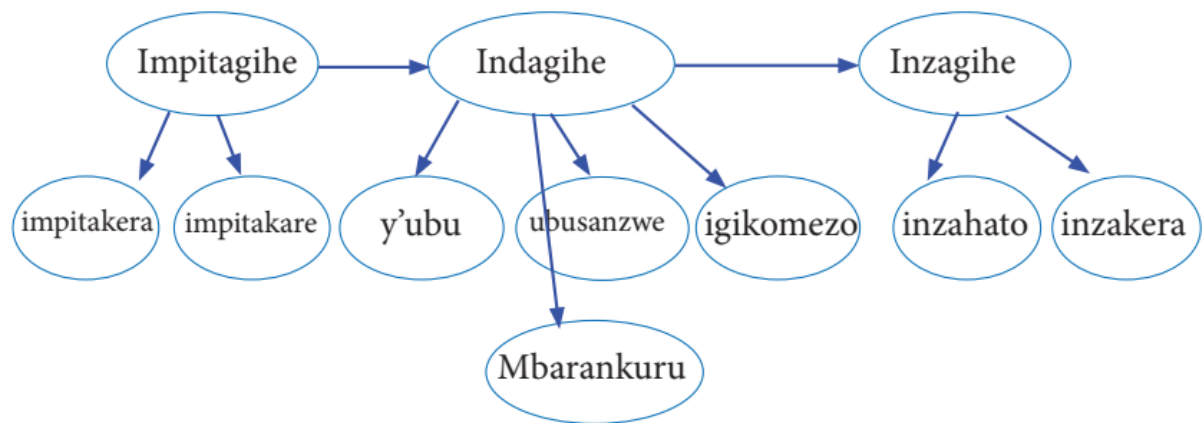 Impitagihe
Indagihe
Inzagihe
impitakera
impitakare
y'ubu
ubusanzwe
igikomezo
inzahato
inzakera
Mbarankuru